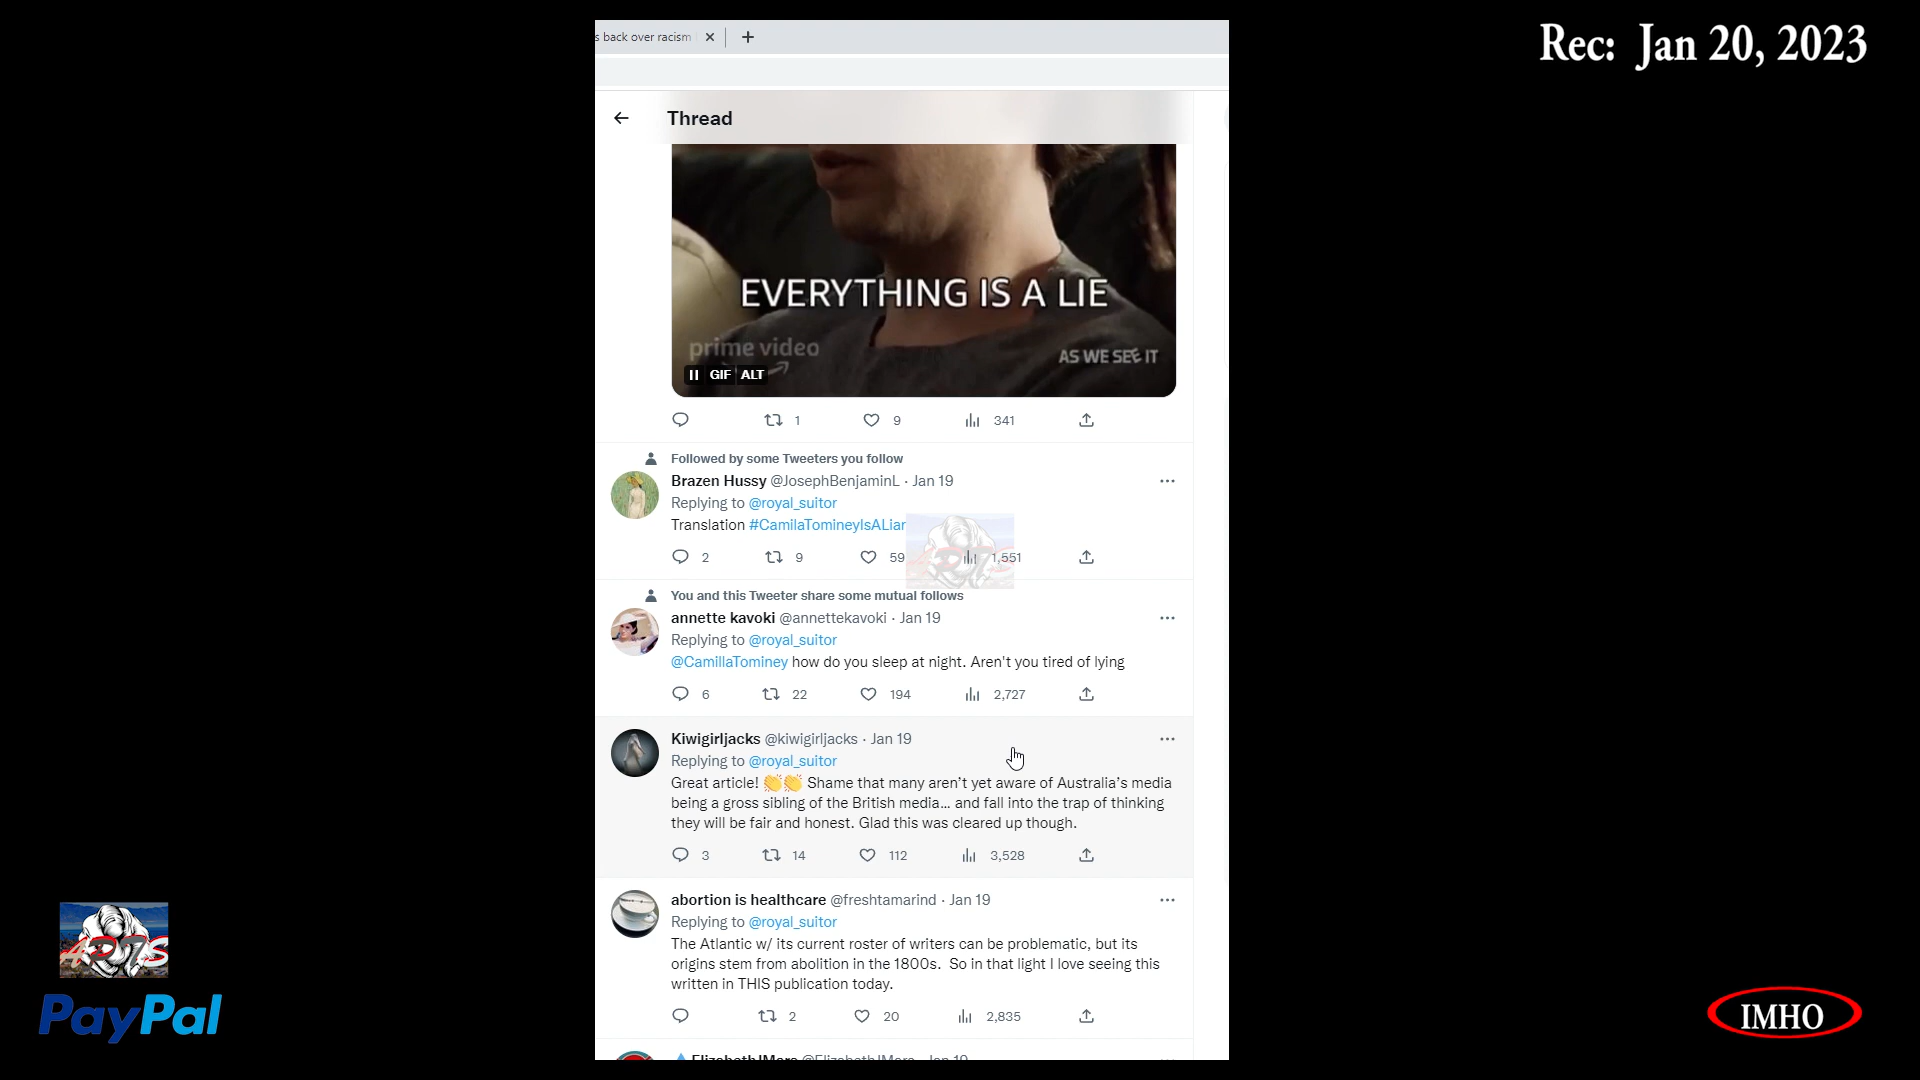 Rec: Jan 20, 2023
s back over racism
Thread
EVERYTHING IS A LIE
prime video
AS WE SEE IT
GIF ALT
1 9 341
Followed by some Tweeters you follow
Brazen Hussy @JosephBenjaminL · Jan 19
Replying to @royal_suitor
Translation #CamilaTomineyIsALiar
2 9 59 1,551
You and this Tweeter share some mutual follows
annette kavoki @annettekavoki · Jan 19
Replying to @royal_suitor
@CamillaTominey how do you sleep at night. Aren't you tired of lying
6 22 194 2,727
Kiwigirljacks @kiwigirljacks · Jan 19
Replying to @royal_suitor
Great article! 👏👏 Shame that many aren’t yet aware of Australia’s media
being a gross sibling of the British media... and fall into the trap of thinking
they will be fair and honest. Glad this was cleared up though.
3 14 112 3,528
abortion is healthcare @freshtamarind · Jan 19
Replying to @royal_suitor
The Atlantic w/ its current roster of writers can be problematic, but its
origins stem from abolition in the 1800s. So in that light I love seeing this
written in THIS publication today.
2 20 2,835
PayPal
IMHO